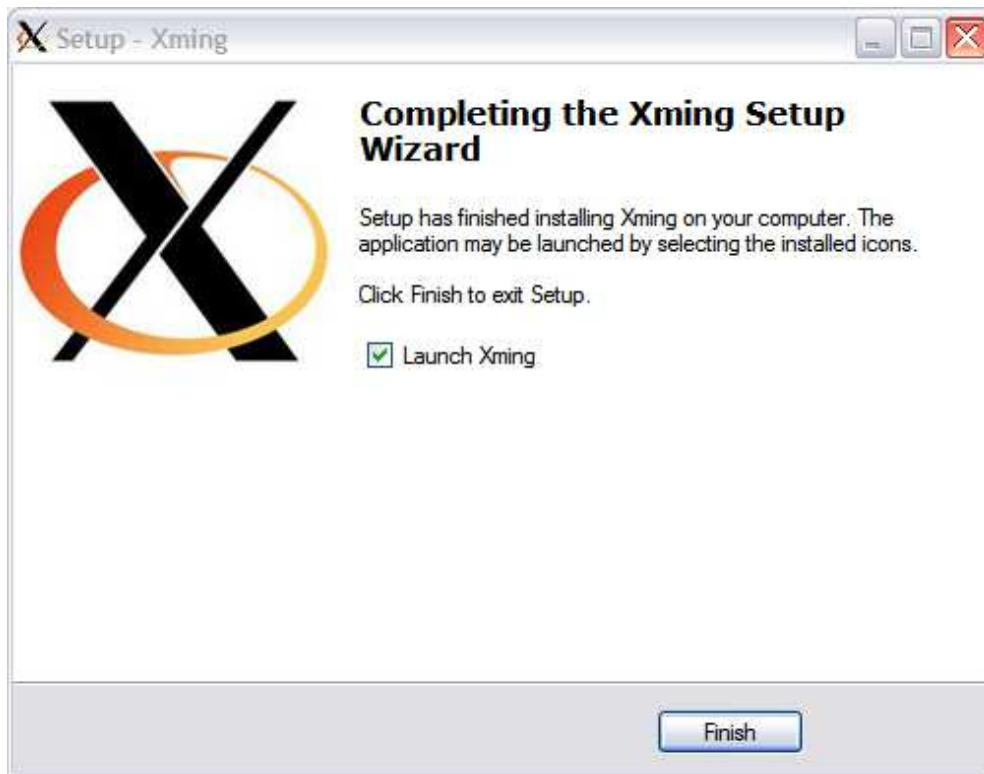 Setup - Xming
Completing the Xming Setup
Wizard
Setup has finished installing Xming on your computer. The
application may be launched by selecting the installed icons.
Click Finish to exit Setup.
Launch Xming
Finish